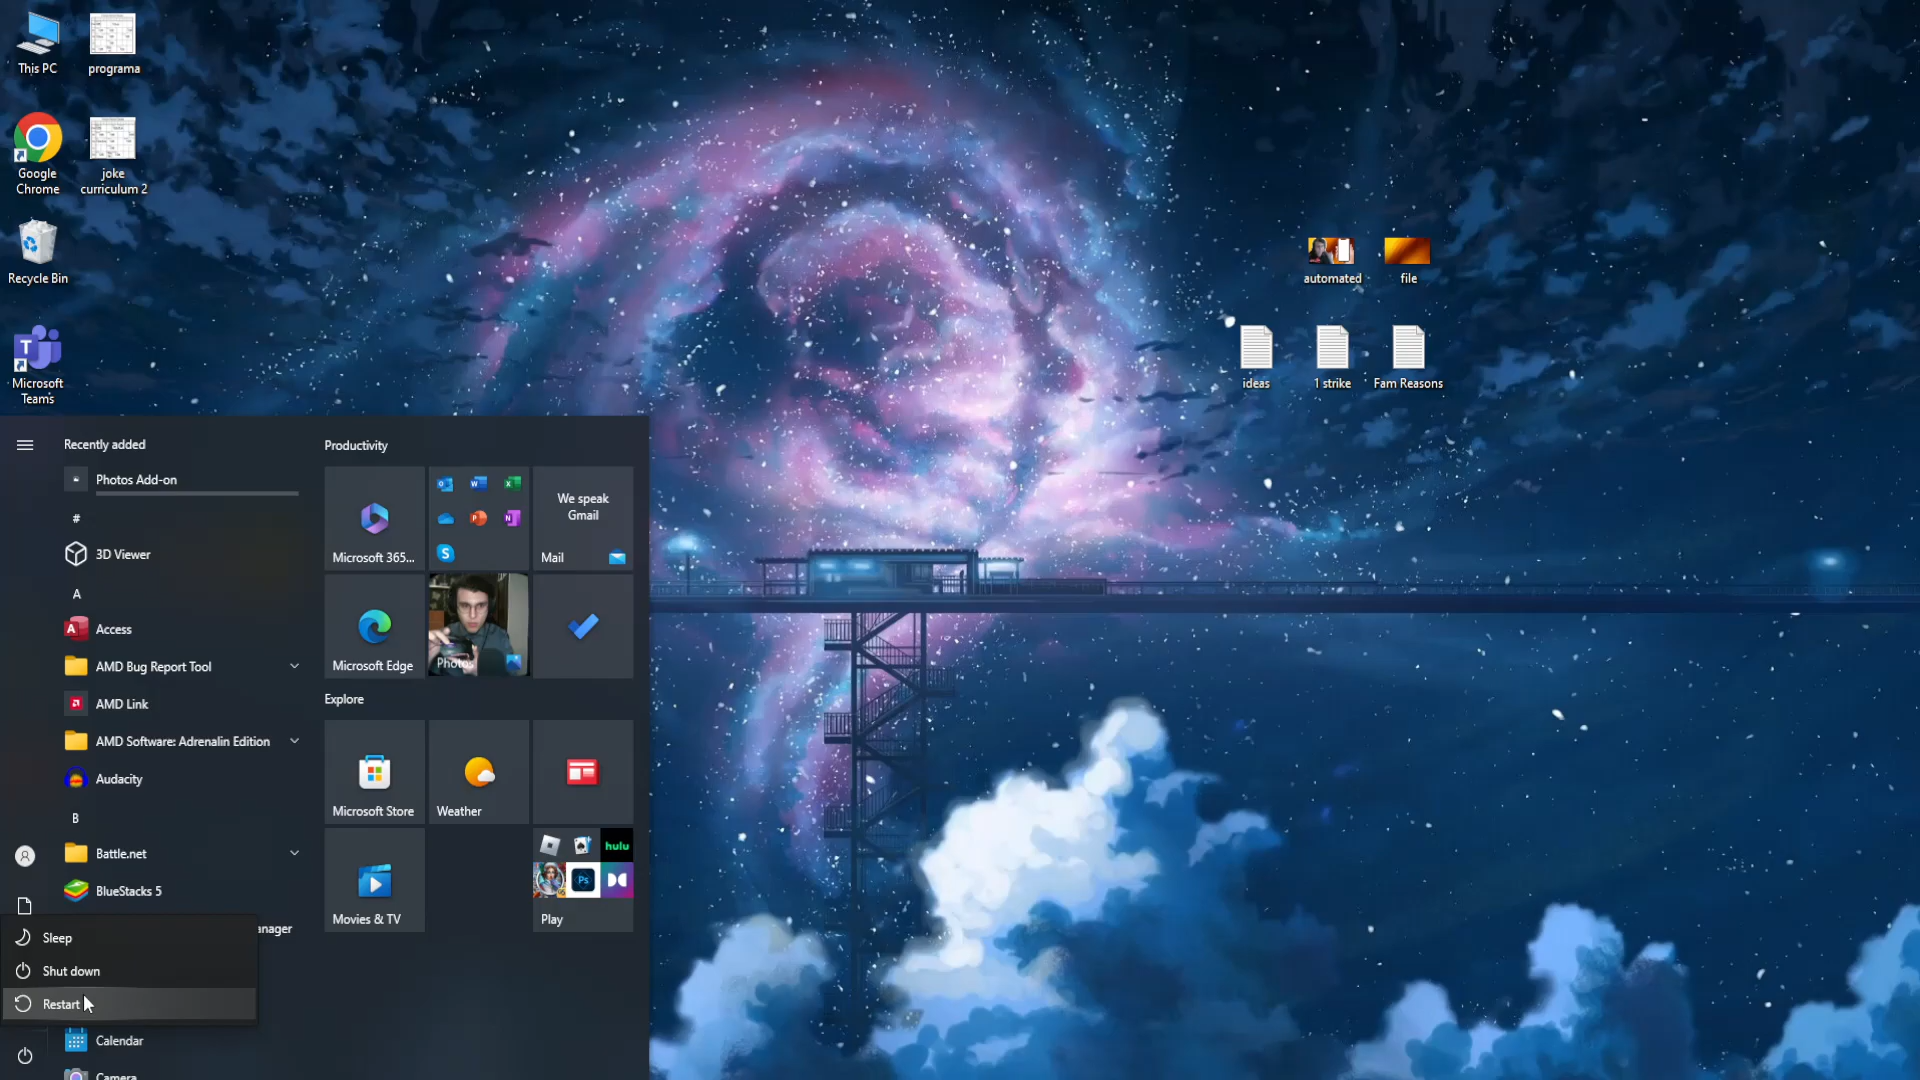 This PC
programa
Google
Chrome
joke
curriculum 2
Recycle Bin
Microsoft
Teams
automated
file
ideas
1 strike
Fam Reasons
Recently added
Photos Add-on
#
3D Viewer
A
Access
AMD Bug Report Tool
AMD Link
AMD Software: Adrenalin Edition
Audacity
B
Battle.net
BlueStacks 5
anager
Sleep
Shut down
Restart
Calendar
Camera
Productivity
Microsoft 365...
We speak
Gmail
Mail
Microsoft Edge
Photos
Explore
Microsoft Store
Weather
Movies & TV
hulu
Ps
Play